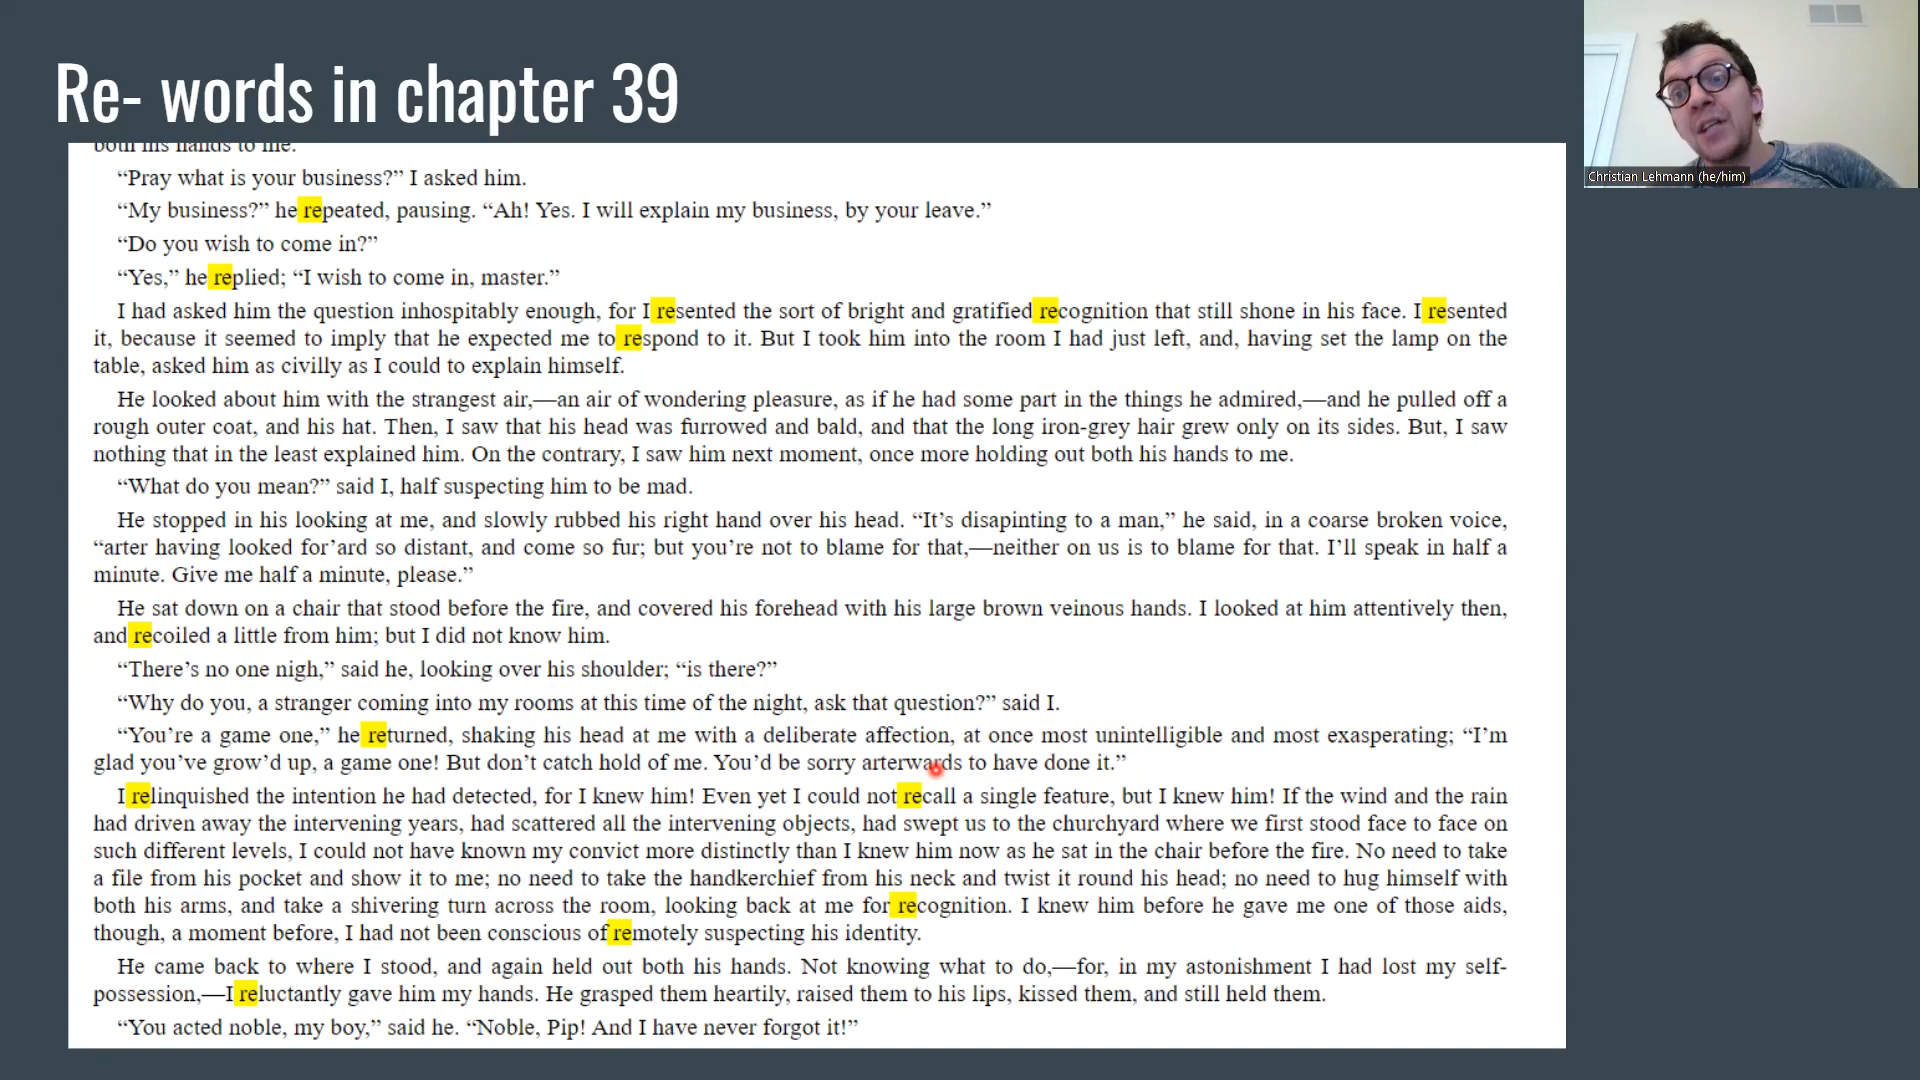 Re- words in chapter 39
both his hands to me.
“Pray what is your business?” I asked him.
“My business?” he repeated, pausing. “Ah! Yes. I will explain my business, by your leave.”
“Do you wish to come in?”
“Yes,” he replied; “I wish to come in, master.”
I had asked him the question inhospitably enough, for I resented the sort of bright and gratified recognition that still shone in his face. I resented
it, because it seemed to imply that he expected me to respond to it. But I took him into the room I had just left, and, having set the lamp on the
table, asked him as civilly as I could to explain himself.
He looked about him with the strangest air,—an air of wondering pleasure, as if he had some part in the things he admired,—and he pulled off a
rough outer coat, and his hat. Then, I saw that his head was furrowed and bald, and that the long iron-grey hair grew only on its sides. But, I saw
nothing that in the least explained him. On the contrary, I saw him next moment, once more holding out both his hands to me.
“What do you mean?” said I, half suspecting him to be mad.
He stopped in his looking at me, and slowly rubbed his right hand over his head. “It’s disapinting to a man,” he said, in a coarse broken voice,
“arter having looked for’ard so distant, and come so fur; but you’re not to blame for that,—neither on us is to blame for that. I’ll speak in half a
minute. Give me half a minute, please.”
He sat down on a chair that stood before the fire, and covered his forehead with his large brown veinous hands. I looked at him attentively then,
and recoiled a little from him; but I did not know him.
“There’s no one nigh,” said he, looking over his shoulder; “is there?”
“Why do you, a stranger coming into my rooms at this time of the night, ask that question?” said I.
“You’re a game one,” he returned, shaking his head at me with a deliberate affection, at once most unintelligible and most exasperating; “I’m
glad you’ve grow’d up, a game one! But don’t catch hold of me. You’d be sorry arterwards to have done it.”
I relinquished the intention he had detected, for I knew him! Even yet I could not recall a single feature, but I knew him! If the wind and the rain
had driven away the intervening years, had scattered all the intervening objects, had swept us to the churchyard where we first stood face to face on
such different levels, I could not have known my convict more distinctly than I knew him now as he sat in the chair before the fire. No need to take
a file from his pocket and show it to me; no need to take the handkerchief from his neck and twist it round his head; no need to hug himself with
both his arms, and take a shivering turn across the room, looking back at me for recognition. I knew him before he gave me one of those aids,
though, a moment before, I had not been conscious of remotely suspecting his identity.
He came back to where I stood, and again held out both his hands. Not knowing what to do,—for, in my astonishment I had lost my self-
possession,—I reluctantly gave him my hands. He grasped them heartily, raised them to his lips, kissed them, and still held them.
“You acted noble, my boy,” said he. “Noble, Pip! And I have never forgot it!”
Christian Lehmann (he/him)